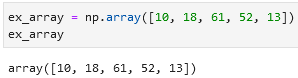 ex_array = np.array([10, 18, 61, 52, 13])
ex_array
array([10, 18, 61, 52, 13])